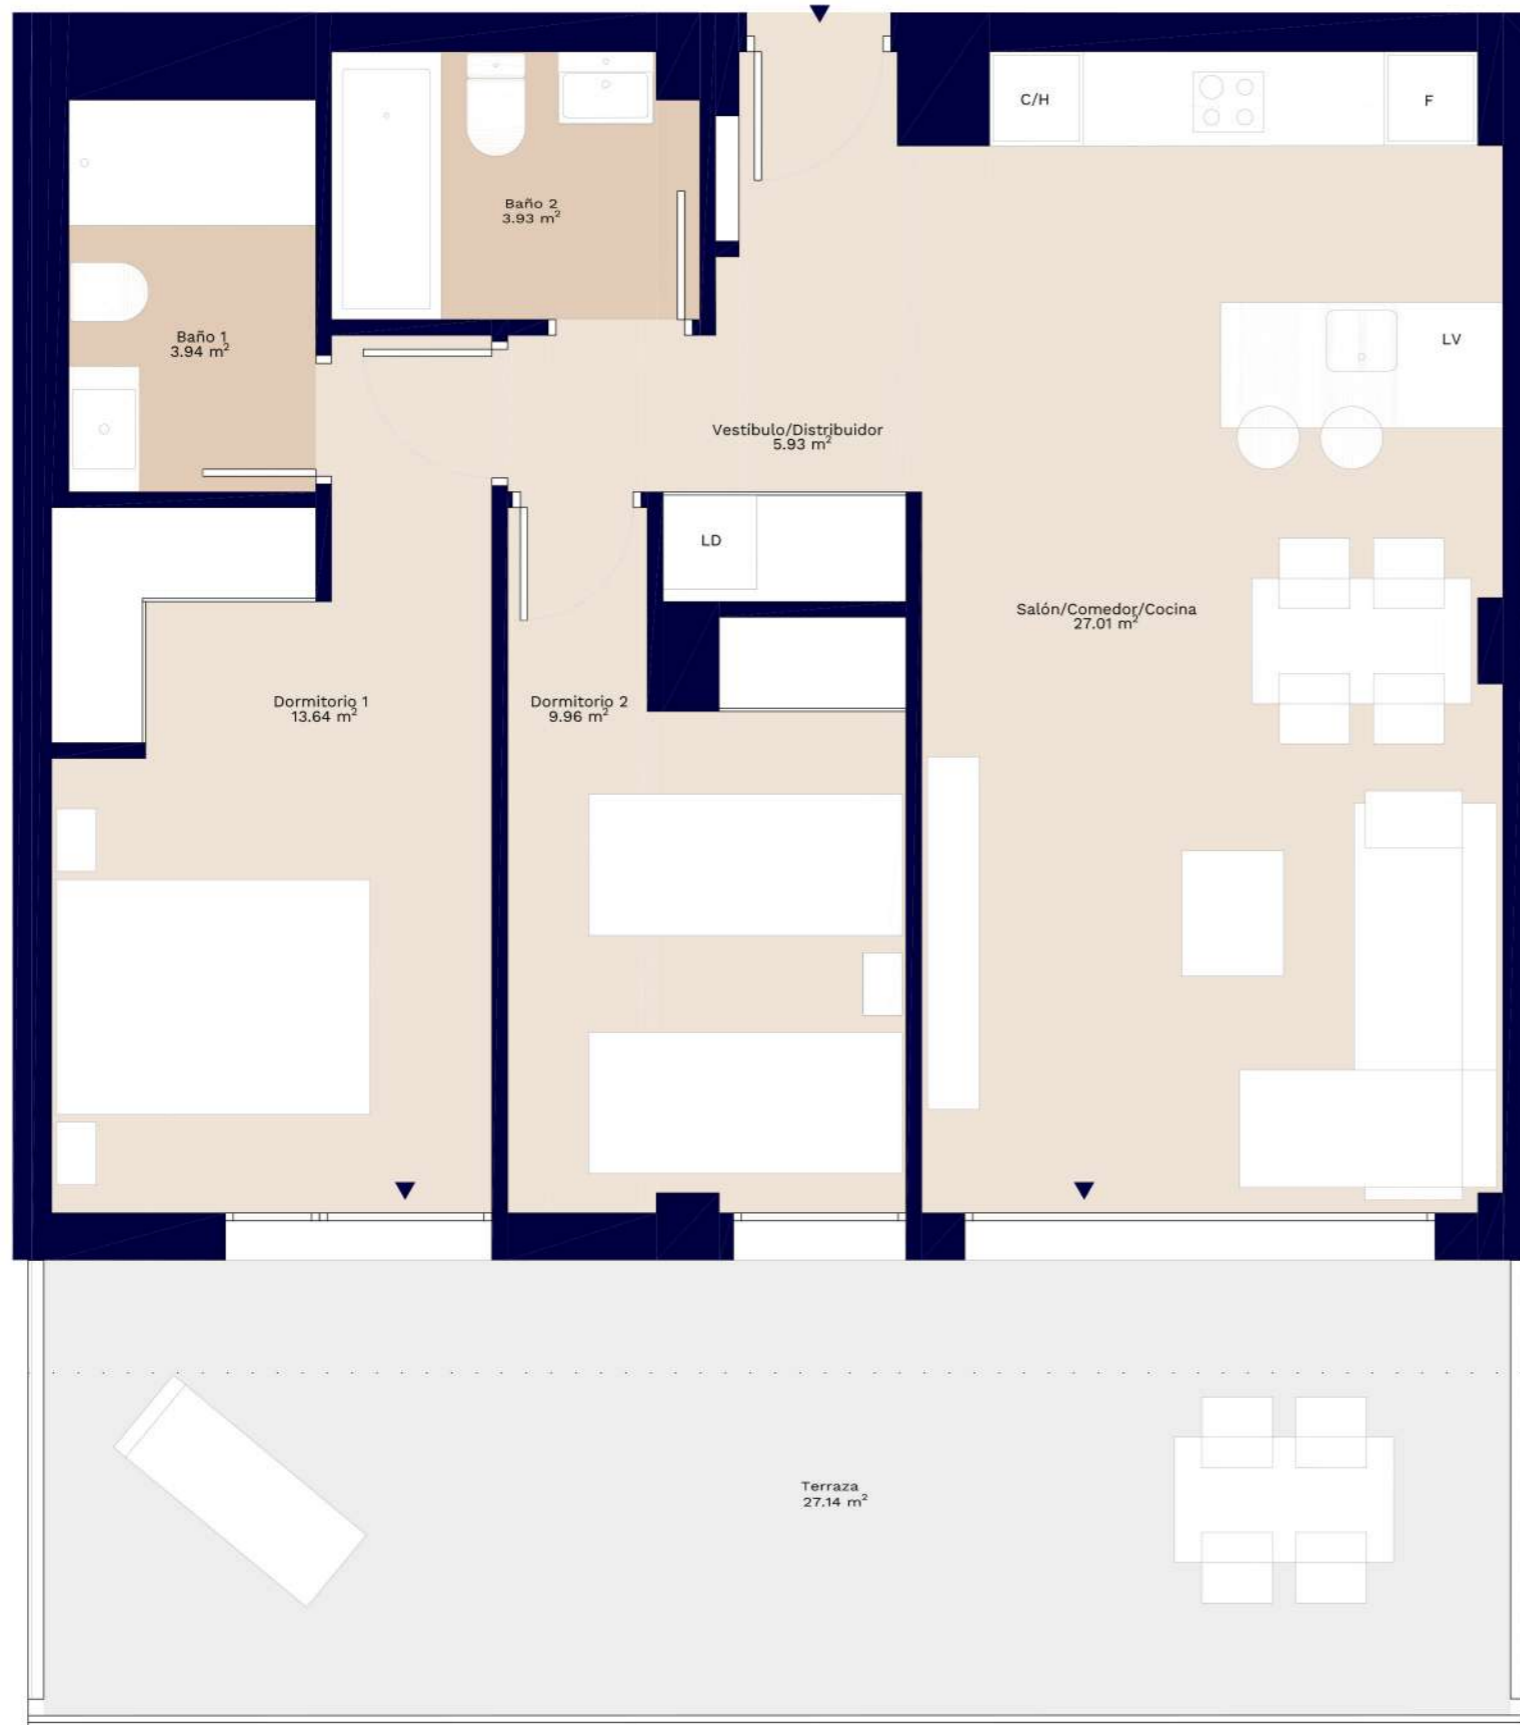 C/H
F
Baño 2
3.93 m²
Baño 1
3.94 m²
LV
Vestíbulo/Distribuidor
5.93 m²
LD
Salón/Comedor/Cocina
27.01 m²
Dormitorio 1
13.64 m²
Dormitorio 2
9.96 m²
Terraza
27.14 m²